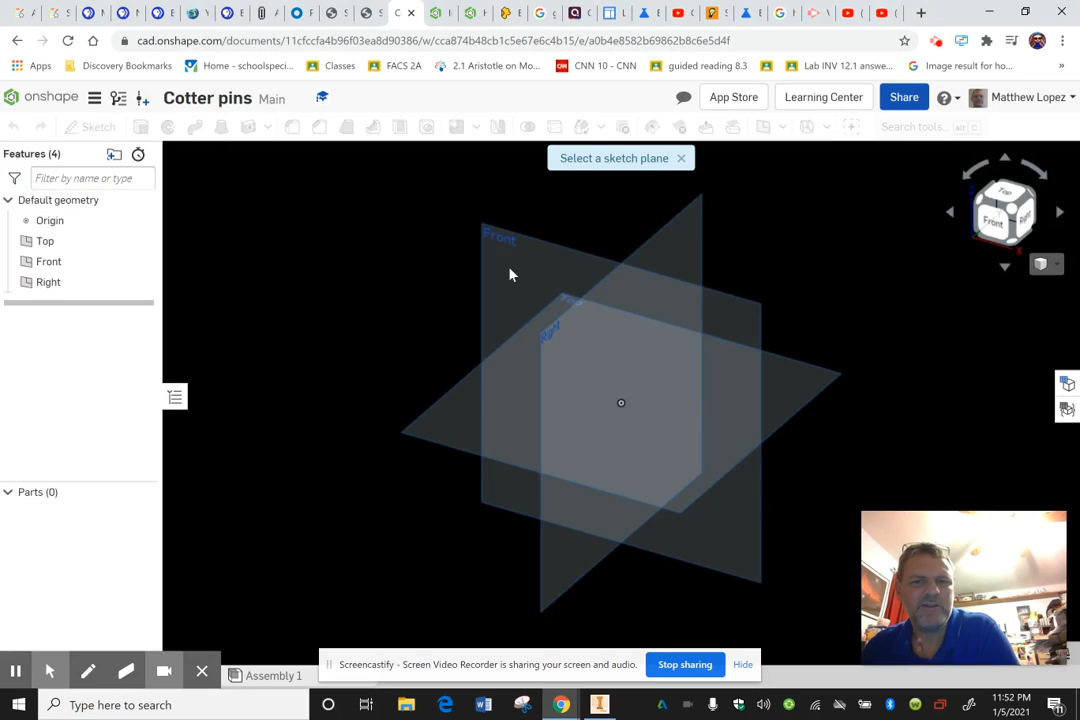 A
N
N
B
Y
B
A
P
S
S
C
H
E
g
C
L
E
C
S
E
H
V
(
(
cad.onshape.com/documents/11cfccfa4b96f03ea8d90386/w/cca874b48cb1c5e67e6c4b15/e/a0b4e8582b69862b8c6e5d4f
Apps Discovery Bookmarks Home - schoolspeci... Classes FACS 2A 2.1 Aristotle on Mo... CNN 10 - CNN guided reading 8.3 Lab INV 12.1 answe... Image result for ho... »
onshape Cotter pins Main App Store Learning Center Share Matthew Lopez
Sketch Search tools... alt C
Select a sketch plane
Features (4)
Filter by name or type
Default geometry
Origin
Top
Front
Right
Parts (0)
Front
Top
Right
Top
Front
Right
Z
X
Assembly 1
Screencastify - Screen Video Recorder is sharing your screen and audio. Stop sharing Hide
Type here to search
11:52 PM
1/5/2021